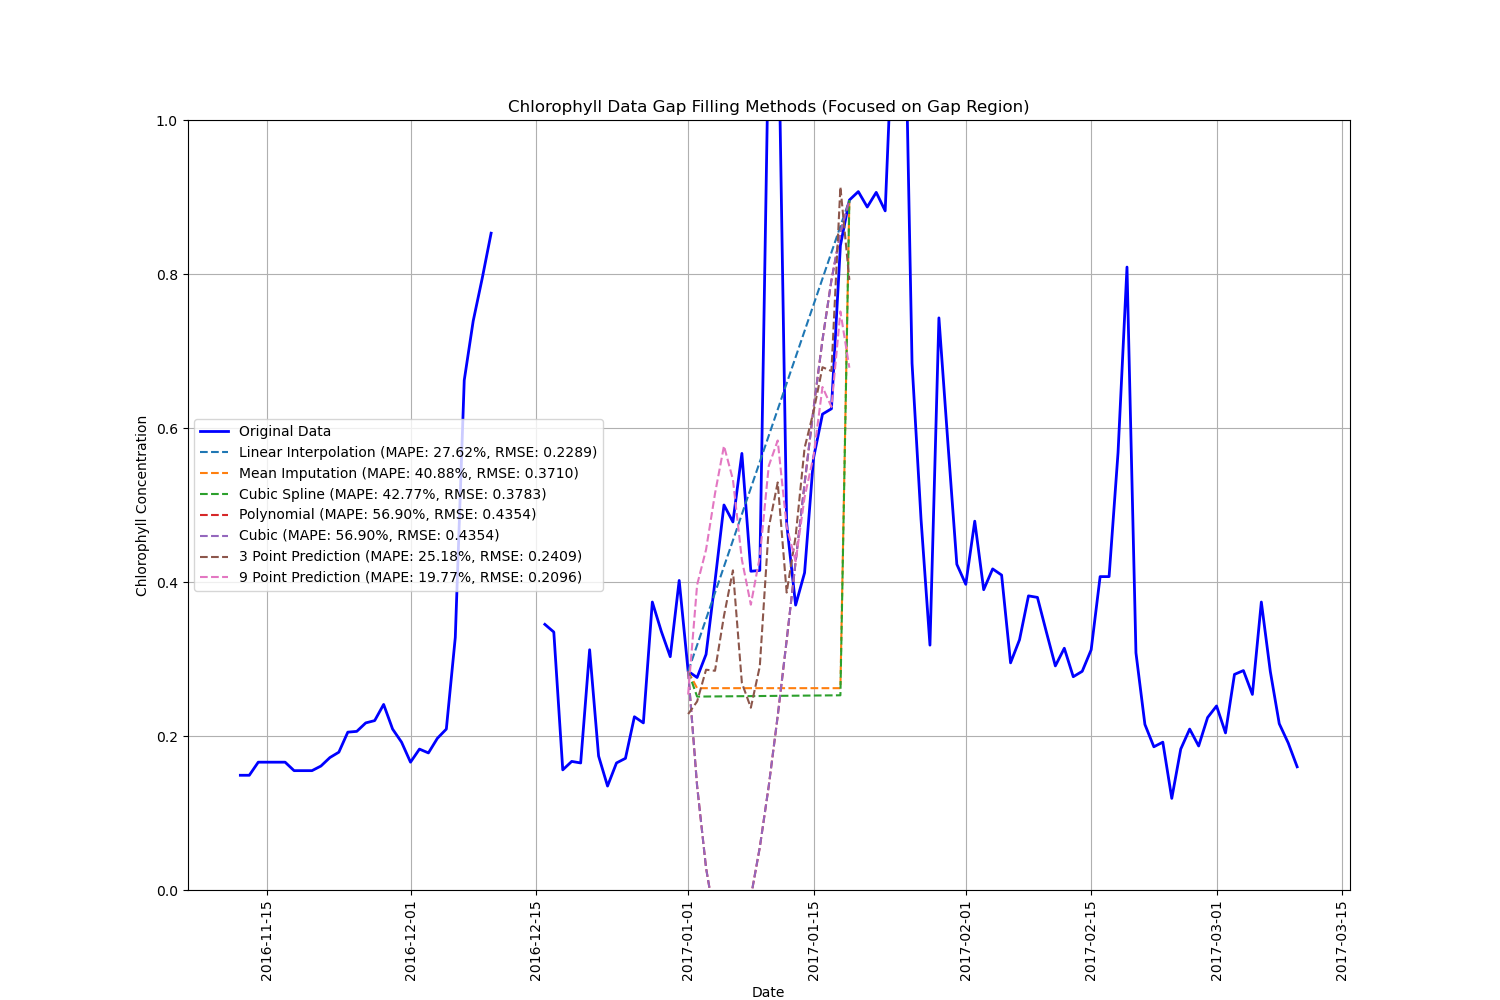 Chlorophyll Data Gap Filling Methods (Focused on Gap Region)
1.0
0.8
0.6
0.4
0.2
0.0
Chlorophyll Concentration
Original Data
Linear Interpolation (MAPE: 27.62%, RMSE: 0.2289)
Mean Imputation (MAPE: 40.88%, RMSE: 0.3710)
Cubic Spline (MAPE: 42.77%, RMSE: 0.3783)
Polynomial (MAPE: 56.90%, RMSE: 0.4354)
Cubic (MAPE: 56.90%, RMSE: 0.4354)
3 Point Prediction (MAPE: 25.18%, RMSE: 0.2409)
9 Point Prediction (MAPE: 19.77%, RMSE: 0.2096)
2016-11-15
2016-12-01
2016-12-15
2017-01-01
2017-01-15
2017-02-01
2017-02-15
2017-03-01
2017-03-15
Date